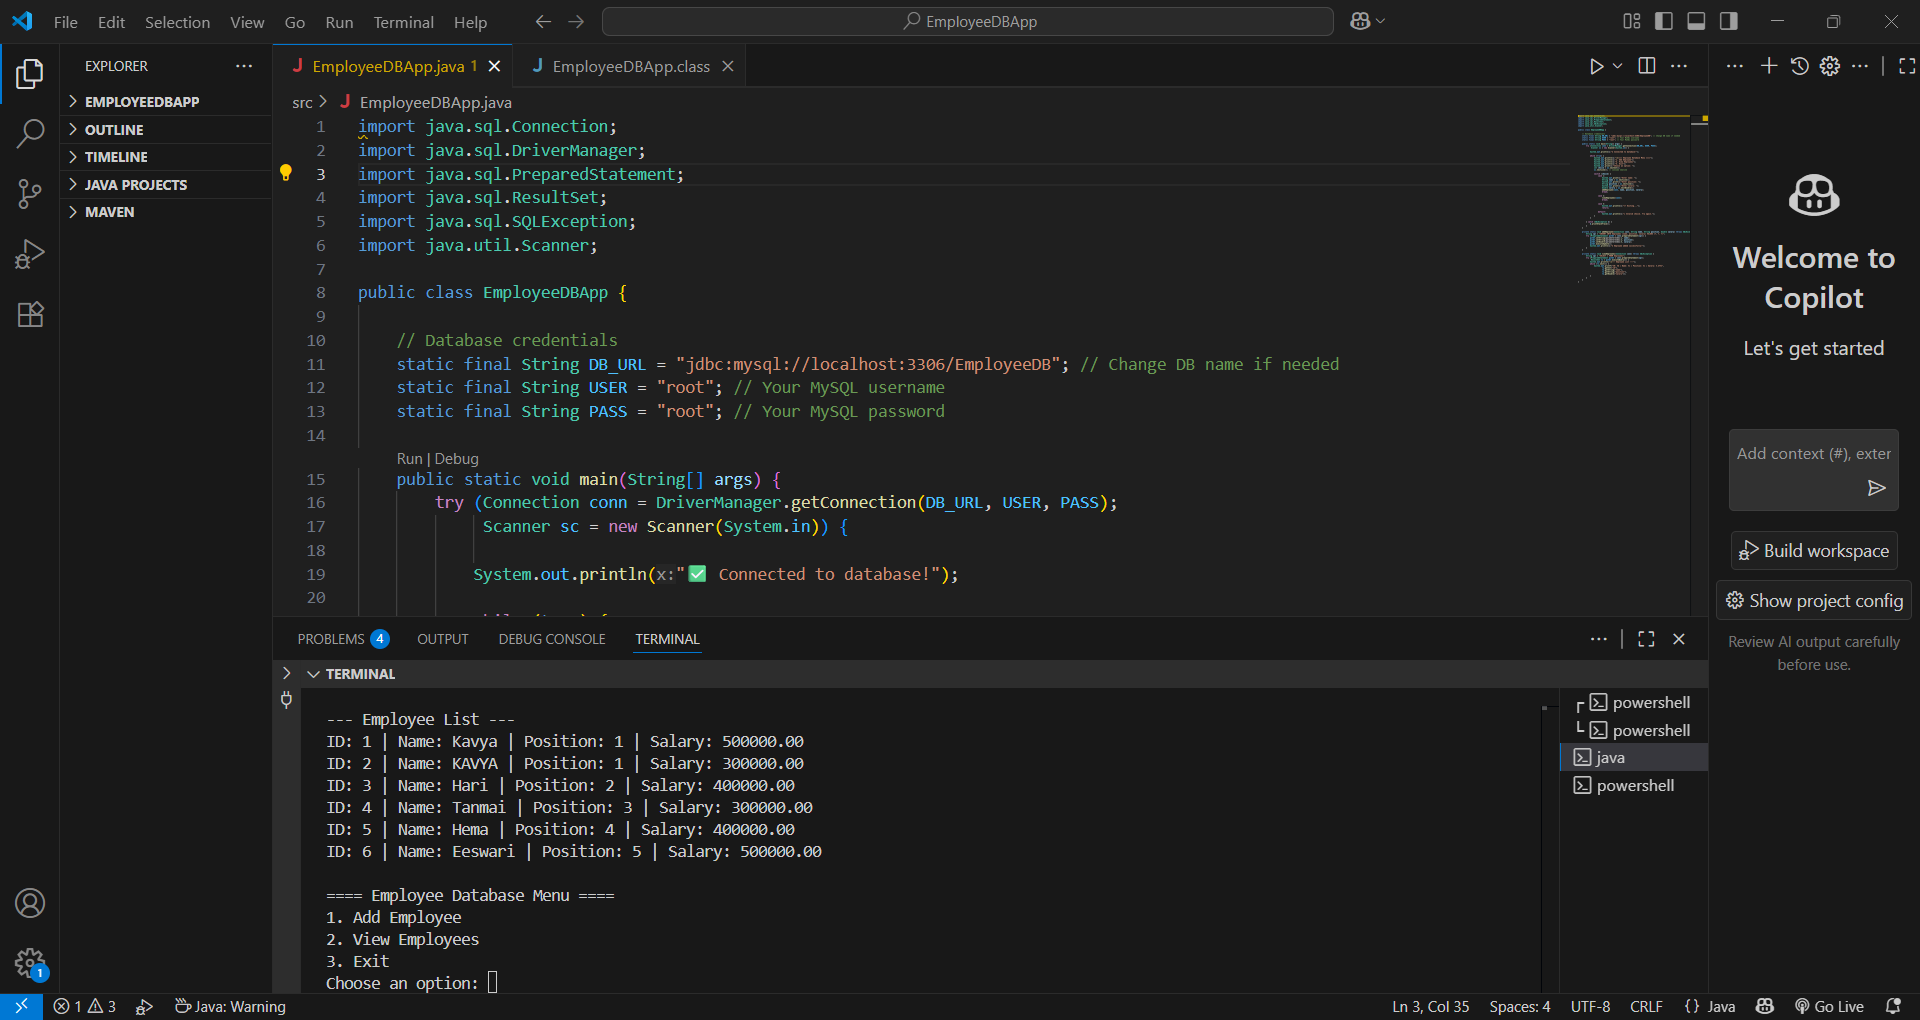 File Edit Selection View Go Run Terminal Help
EmployeeDBApp
EXPLORER
EMPLOYEEDBAPP
OUTLINE
TIMELINE
JAVA PROJECTS
MAVEN
EmployeeDBApp.java 1
EmployeeDBApp.class
src > EmployeeDBApp.java
1 import java.sql.Connection;
2 import java.sql.DriverManager;
3 import java.sql.PreparedStatement;
4 import java.sql.ResultSet;
5 import java.sql.SQLException;
6 import java.util.Scanner;
7
8 public class EmployeeDBApp {
9
10 // Database credentials
11 static final String DB_URL = "jdbc:mysql://localhost:3306/EmployeeDB"; // Change DB name if needed
12 static final String USER = "root"; // Your MySQL username
13 static final String PASS = "root"; // Your MySQL password
14
Run | Debug
15 public static void main(String[] args) {
16 try (Connection conn = DriverManager.getConnection(DB_URL, USER, PASS);
17 Scanner sc = new Scanner(System.in)) {
18
19 System.out.println(x:"✅ Connected to database!");
20
PROBLEMS 4 OUTPUT DEBUG CONSOLE TERMINAL
TERMINAL
--- Employee List ---
ID: 1 | Name: Kavya | Position: 1 | Salary: 500000.00
ID: 2 | Name: KAVYA | Position: 1 | Salary: 300000.00
ID: 3 | Name: Hari | Position: 2 | Salary: 400000.00
ID: 4 | Name: Tanmai | Position: 3 | Salary: 300000.00
ID: 5 | Name: Hema | Position: 4 | Salary: 400000.00
ID: 6 | Name: Eeswari | Position: 5 | Salary: 500000.00
==== Employee Database Menu ====
1. Add Employee
2. View Employees
3. Exit
Choose an option:
powershell
powershell
java
powershell
Welcome to
Copilot
Let's get started
Add context (#), exter
Build workspace
Show project config
Review AI output carefully
before use.
1
1 3 Java: Warning
Ln 3, Col 35 Spaces: 4 UTF-8 CRLF {} Java Go Live